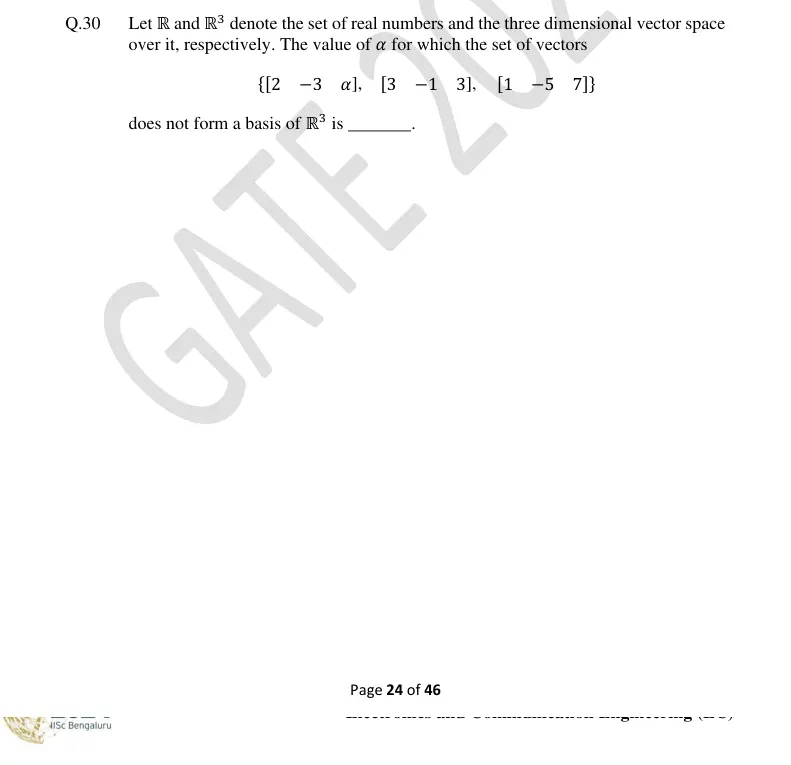 Q.30 Let ℝ and ℝ³ denote the set of real numbers and the three dimensional vector space
over it, respectively. The value of α for which the set of vectors
{[2 −3 α], [3 −1 3], [1 −5 7]}
does not form a basis of ℝ³ is _______.
GATE 202
Page 24 of 46
IISc Bengaluru